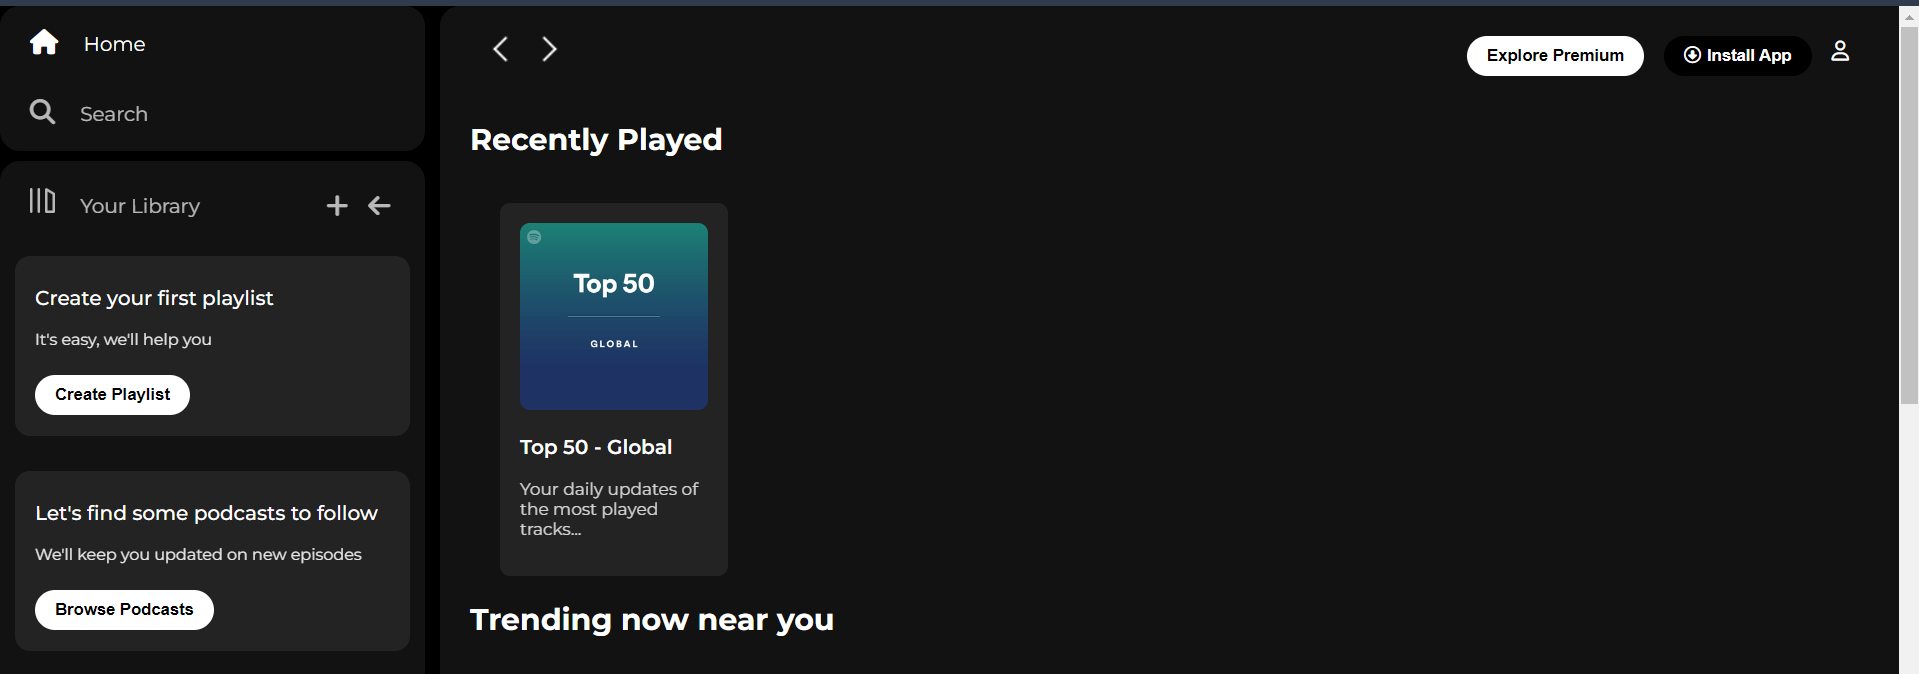 Home
Search
Your Library
Create your first playlist
It's easy, we'll help you
Create Playlist
Let's find some podcasts to follow
We'll keep you updated on new episodes
Browse Podcasts
Explore Premium
Install App
Recently Played
Top 50
GLOBAL
Top 50 - Global
Your daily updates of
the most played
tracks...
Trending now near you